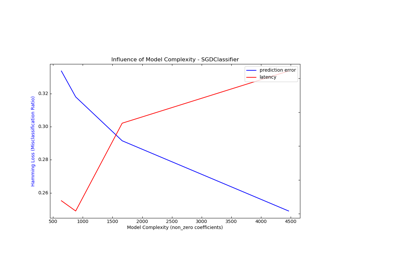 Influence of Model Complexity - SGDClassifier
prediction error
latency
Hamming Loss (Misclassification Ratio)
0.32
0.30
0.28
0.26
500 1000 1500 2000 2500 3000 3500 4000 4500
Model Complexity (non_zero coefficients)